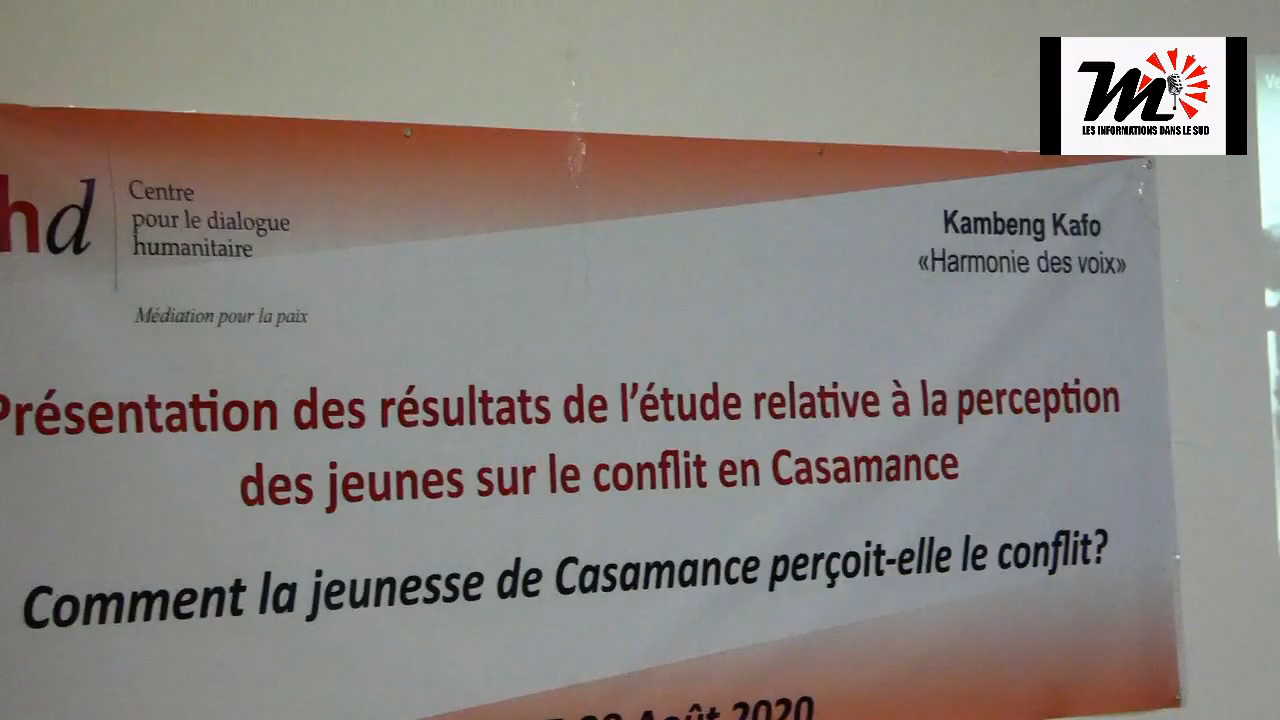 LES INFORMATIONS DANS LE SUD
hd
Centre
pour le dialogue
humanitaire
Médiation pour la paix
Kambeng Kafo
«Harmonie des voix»
Présentation des résultats de l'étude relative à la perception
des jeunes sur le conflit en Casamance
Comment la jeunesse de Casamance perçoit-elle le conflit?
Août 2020